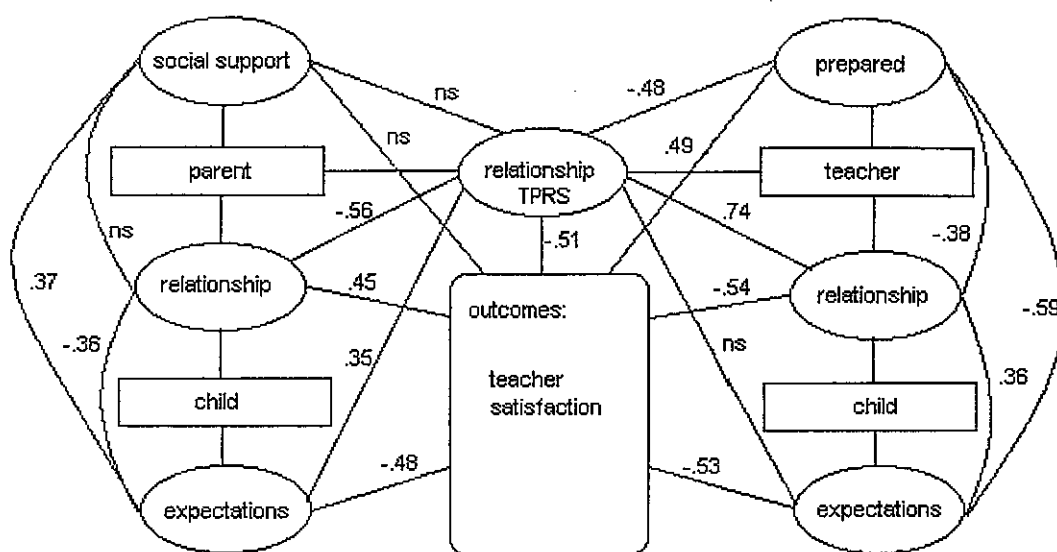 social support
prepared
ns
-.48
ns
.49
parent
relationship
TPRS
teacher
-.56
.74
ns
-.51
-.38
.37
relationship
.45
-.54
relationship
-.59
outcomes:
-.36
.35
ns
.36
child
teacher
satisfaction
child
-.48
-.53
expectations
expectations